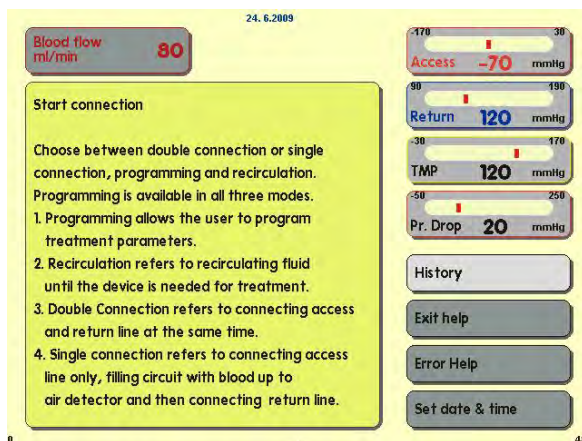 24. 6.2009
Blood flow
ml/min 80
Start connection
Choose between double connection or single
connection, programming and recirculation.
Programming is available in all three modes.
1. Programming allows the user to program
treatment parameters.
2. Recirculation refers to recirculating fluid
until the device is needed for treatment.
3. Double Connection refers to connecting access
and return line at the same time.
4. Single connection refers to connecting access
line only, filling circuit with blood up to
air detector and then connecting return line.
-170 30
Access -70 mmHg
90 190
Return 120 mmHg
-30 170
TMP 120 mmHg
-50 250
Pr. Drop 20 mmHg
History
Exit help
Error Help
Set date & time